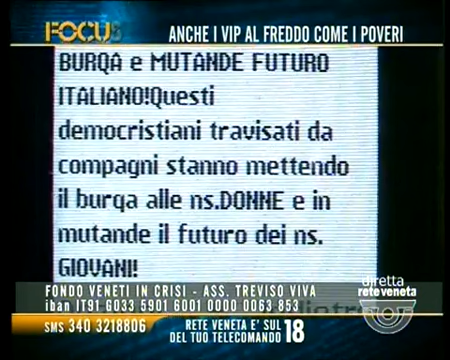 FOCUS
ANCHE I VIP AL FREDDO COME I POVERI
BURQA e MUTANDE FUTURO
ITALIANO!Questi
democristiani travisati da
compagni stanno mettendo
il burqa alle ns.DONNE e in
mutande il futuro dei ns.
GIOVANI!
diretta
reteveneta
FONDO VENETI IN CRISI - ASS. TREVISO VIVA
iban IT91 G033 5901 6001 0000 0063 853
SMS 340 3218806
RETE VENETA E' SUL 18
DEL TUO TELECOMANDO